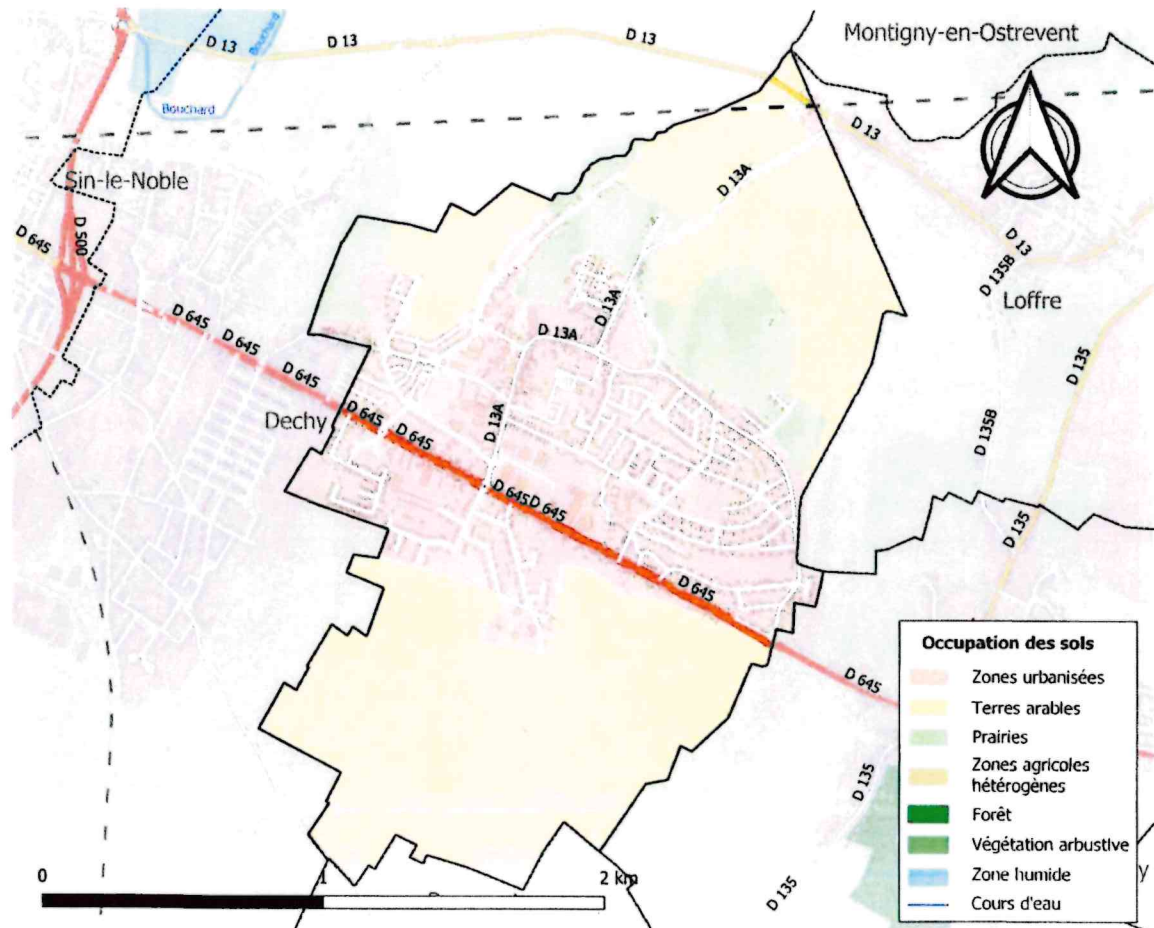 D 13
D 13
D 13
Montigny-en-Ostrevent
Bouchard
Bouchard
D 13
Sin-le-Noble
D 13A
D 645
D 500
D 13
D 135B
Loffre
D 13A
D 645
D 645
D 13A
D 135
D 645
Dechy
D 645
D 645
D 13A
D 135B
D 645
D 645
D 135
D 645
D 645
Occupation des sols
Zones urbanisées
Terres arables
Prairies
Zones agricoles
hétérogènes
Forêt
Végétation arbustive
Zone humide
Cours d'eau
D 135
D 135
0
1
2 km
y